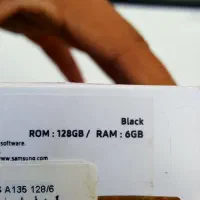 Black
ROM : 128GB / RAM : 6GB
software.
www.samsung.com
A135 128/6